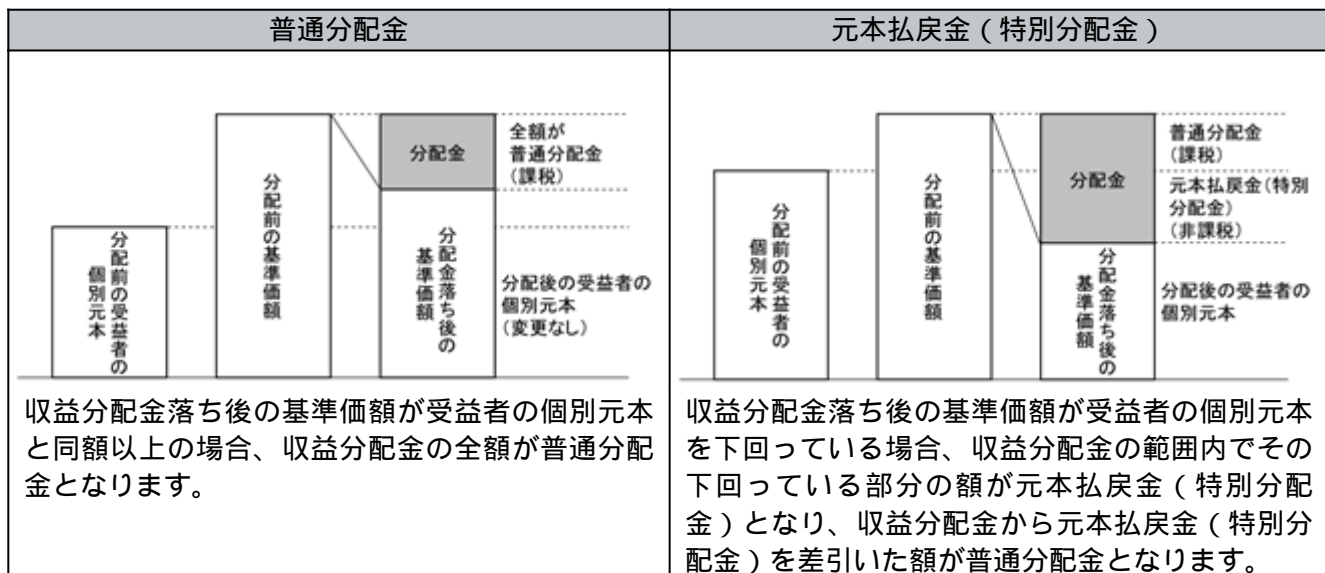 普通分配金
分配前の受益者の
個別元本
分配前の基準価額
分配金
分配金落ち後の
基準価額
全額が
普通分配金
(課税)
分配後の受益者の
個別元本
(変更なし)
収益分配金落ち後の基準価額が受益者の個別元本
と同額以上の場合、収益分配金の全額が普通分配
金となります。
元本払戻金（特別分配金）
分配前の受益者の
個別元本
分配前の基準価額
分配金
分配金落ち後の
基準価額
普通分配金
(課税)
元本払戻金(特別
分配金)
(非課税)
分配後の受益者の
個別元本
収益分配金落ち後の基準価額が受益者の個別元本
を下回っている場合、収益分配金の範囲内でその
下回っている部分の額が元本払戻金（特別分配
金）となり、収益分配金から元本払戻金（特別分
配金）を差引いた額が普通分配金となります。